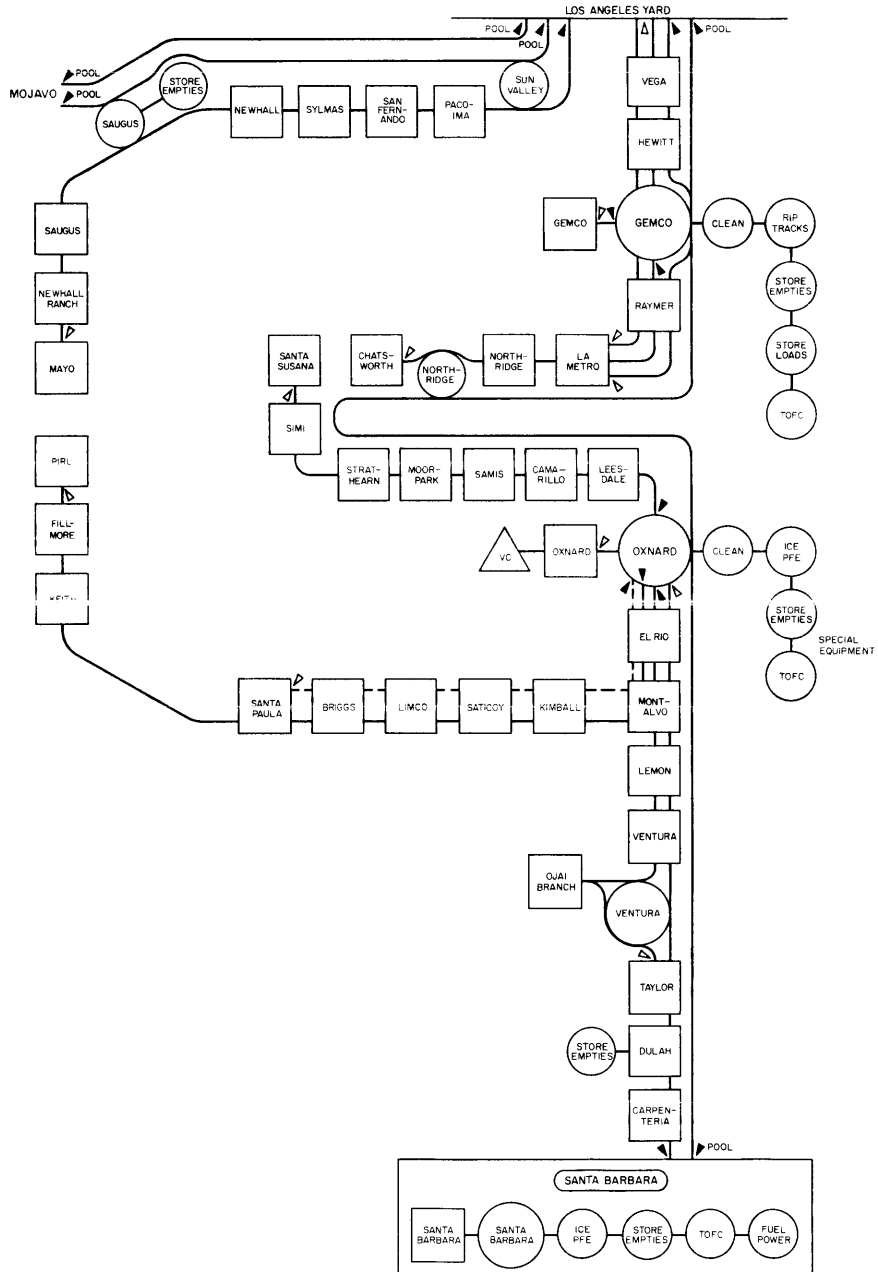 LOS ANGELES YARD
POOL
POOL
POOL
POOL
POOL
MOJAVO
STORE
EMPTIES
SUN
VALLEY
VEGA
SAUGUS
NEWHALL
SYLMAS
SAN
FERN-
ANDO
PACO-
IMA
HEWITT
SAUGUS
GEMCO
GEMCO
CLEAN
RIP
TRACKS
NEWHALL
RANCH
STORE
EMPTIES
RAYMER
MAYO
SANTA
SUSANA
CHATS-
WORTH
NORTH-
RIDGE
NORTH-
RIDGE
LA
METRO
STORE
LOADS
TOFC
SIMI
PIRU
STRAT-
HEARN
MOOR-
PARK
SAMIS
CAMA-
RILLO
LEES-
DALE
FILL-
MORE
VC
OXNARD
OXNARD
CLEAN
ICE
PFE
KEITH
STORE
EMPTIES
SPECIAL
EQUIPMENT
EL RIO
TOFC
SANTA
PAULA
BRIGGS
LIMCO
SATICOY
KIMBALL
MONT-
ALVO
LEMON
VENTURA
OJAI
BRANCH
VENTURA
TAYLOR
STORE
EMPTIES
DULAH
CARPEN-
TERIA
POOL
SANTA BARBARA
SANTA
BARBARA
SANTA
BARBARA
ICE
PFE
STORE
EMPTIES
TOFC
FUEL
POWER